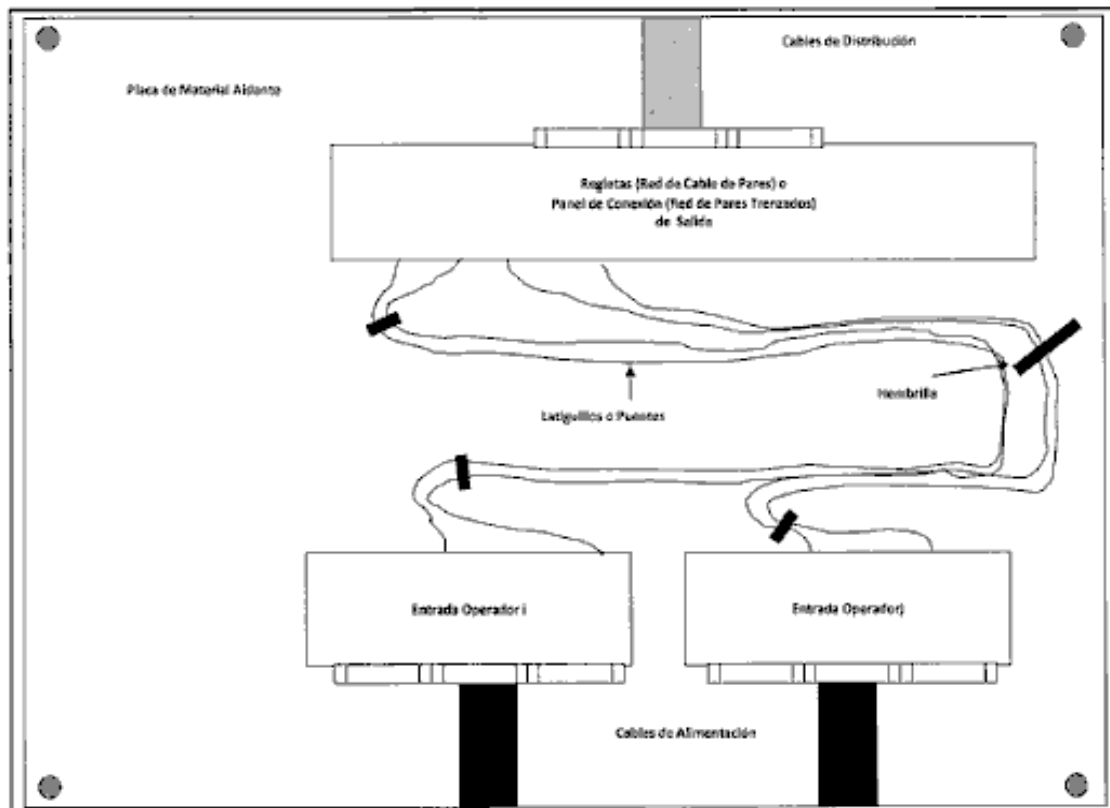 Cables de Distribución
Placa de Material Aislante
Regletas (Red de Cable de Pares) o
Panel de Conexión (Red de Pares Trenzados)
de Salida
Latiguillos o Puentes
Hembrilla
Entrada Operador i
Entrada Operador j
Cables de Alimentación